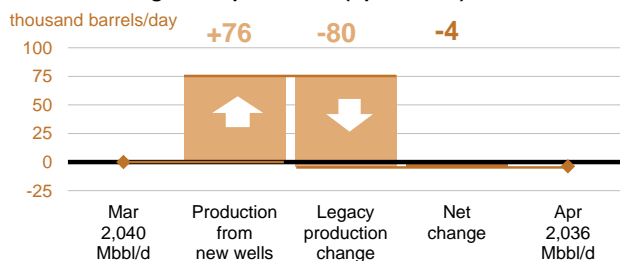 thousand barrels/day
+76 -80 -4
100
75
50
25
0
-25
Mar
2,040
Mbbl/d
Production
from
new wells
Legacy
production
change
Net
change
Apr
2,036
Mbbl/d